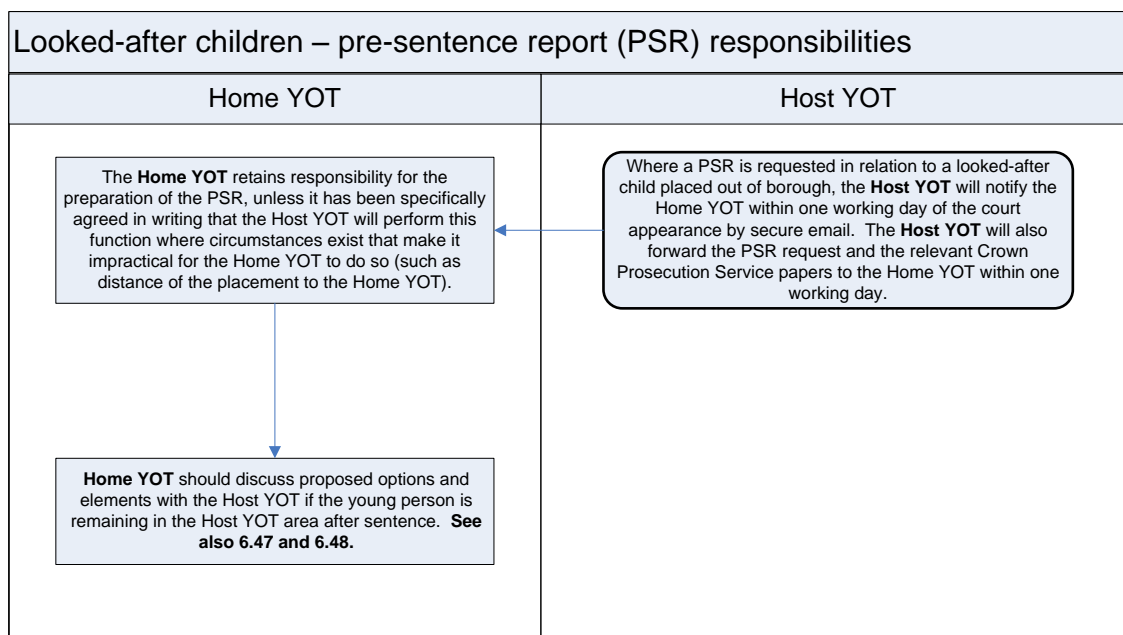 Looked-after children – pre-sentence report (PSR) responsibilities
Home YOT
Host YOT
The Home YOT retains responsibility for the
preparation of the PSR, unless it has been specifically
agreed in writing that the Host YOT will perform this
function where circumstances exist that make it
impractical for the Home YOT to do so (such as
distance of the placement to the Home YOT).
Where a PSR is requested in relation to a looked-after
child placed out of borough, the Host YOT will notify the
Home YOT within one working day of the court
appearance by secure email.  The Host YOT will also
forward the PSR request and the relevant Crown
Prosecution Service papers to the Home YOT within one
working day.
Home YOT should discuss proposed options and
elements with the Host YOT if the young person is
remaining in the Host YOT area after sentence.  See
also 6.47 and 6.48.